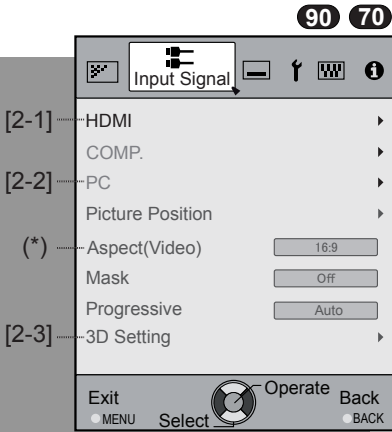 90 70
Input Signal
[2-1] HDMI
COMP.
[2-2] PC
Picture Position
(*) Aspect(Video) 16:9
Mask Off
Progressive Auto
[2-3] 3D Setting
Exit Operate Back
MENU Select BACK